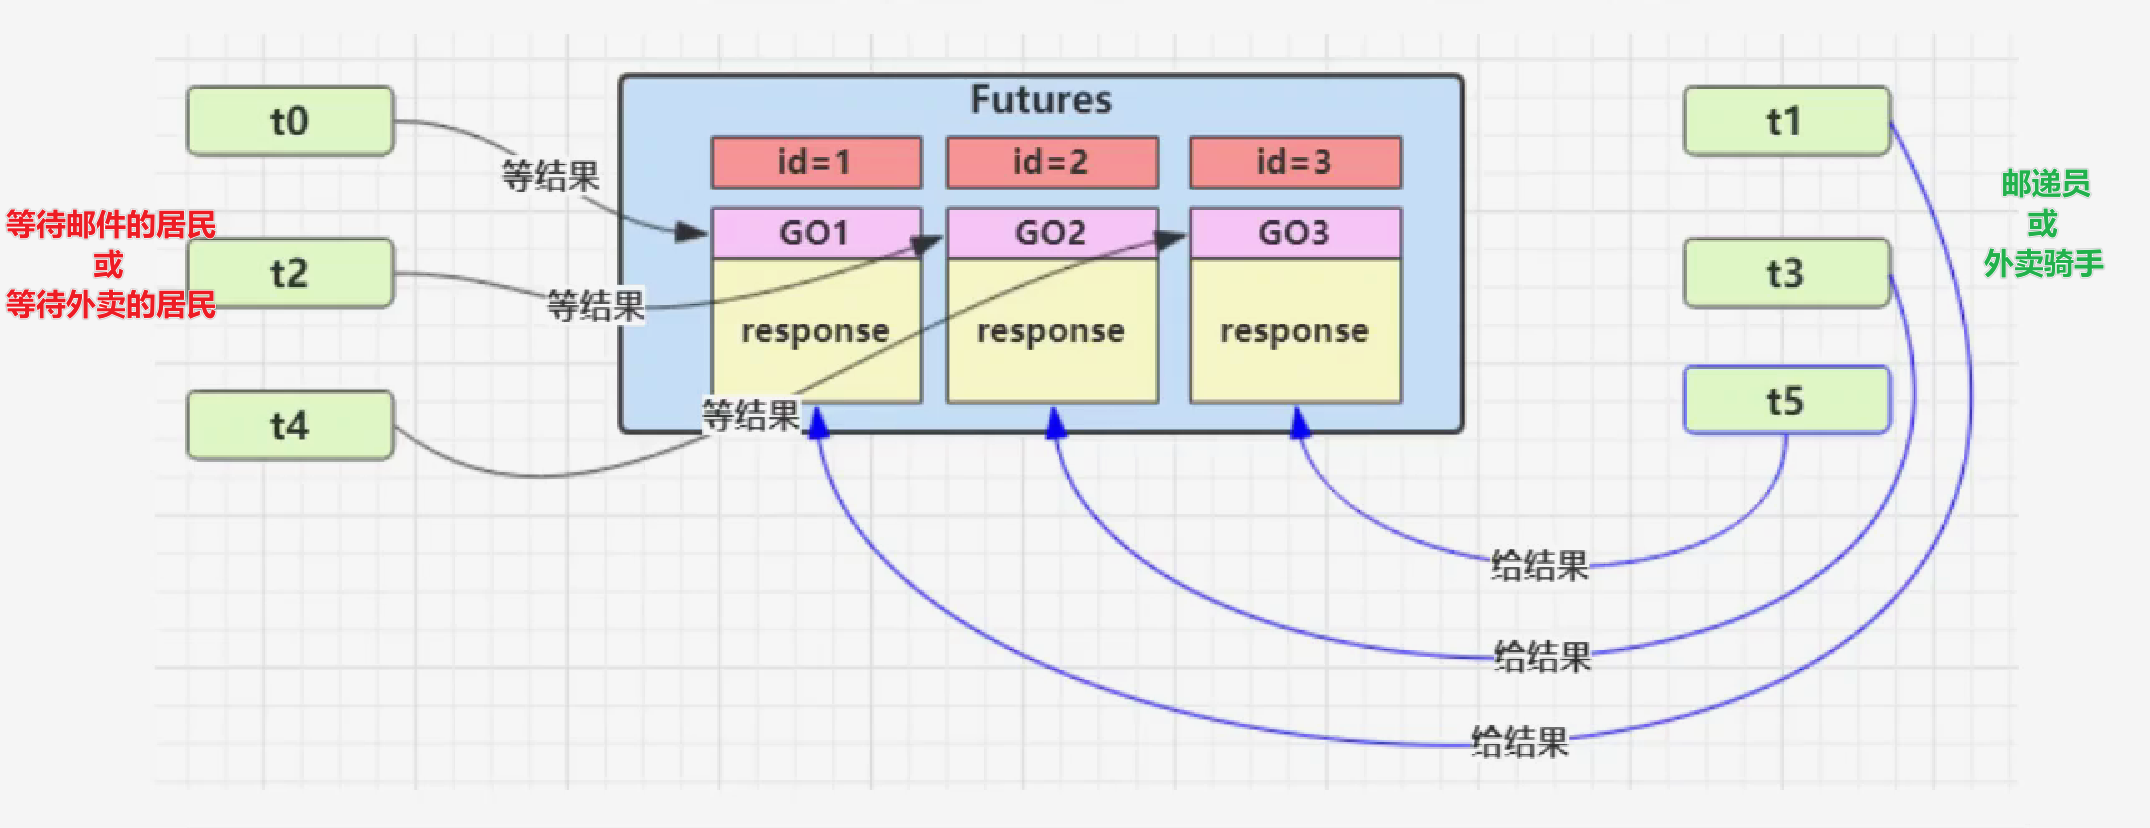 Futures
t0
t1
id=1
id=2
id=3
等结果
邮递员
或
外卖骑手
等待邮件的居民
或
等待外卖的居民
GO1
GO2
GO3
t2
t3
等结果
response
response
response
t4
t5
等结果
给结果
给结果
给结果